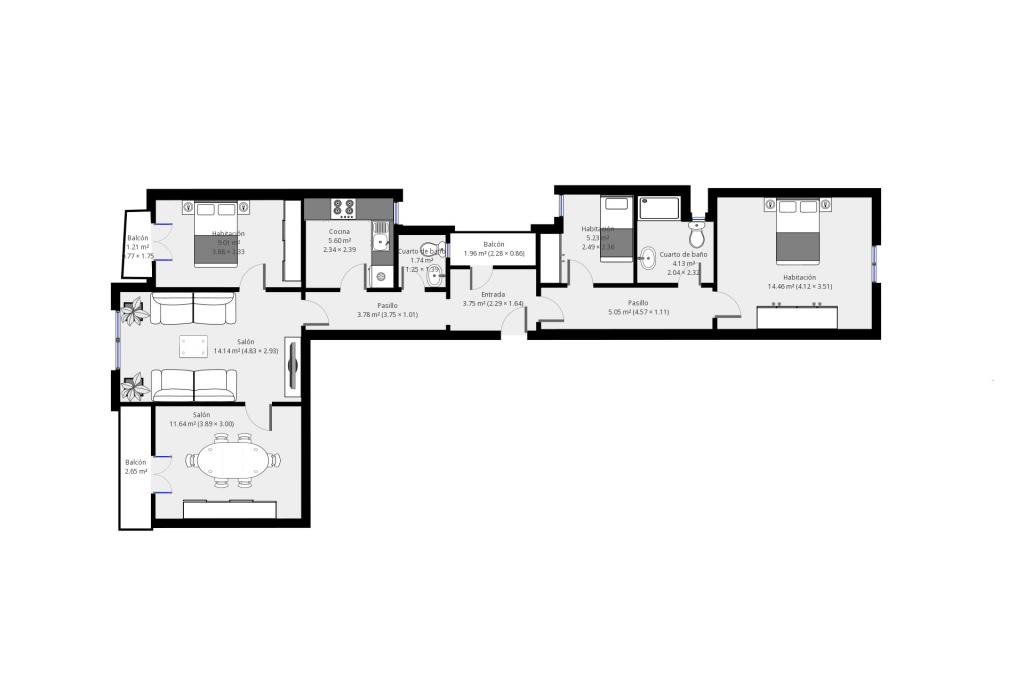 Balcón
1.21 m²
0.77 × 1.75
Habitación
9.01 m²
3.88 × 2.33
Cocina
5.60 m²
2.34 × 2.39
Cuarto de baño
1.74 m²
1.25 × 1.39
Balcón
1.96 m² (2.28 × 0.86)
Habitación
5.23 m²
2.49 × 2.36
Cuarto de baño
4.13 m²
2.04 × 2.32
Habitación
14.46 m² (4.12 × 3.51)
Entrada
3.75 m² (2.29 × 1.64)
Pasillo
3.78 m² (3.75 × 1.01)
Pasillo
5.05 m² (4.57 × 1.11)
Salón
14.14 m² (4.83 × 2.93)
Salón
11.64 m² (3.89 × 3.00)
Balcón
2.65 m²